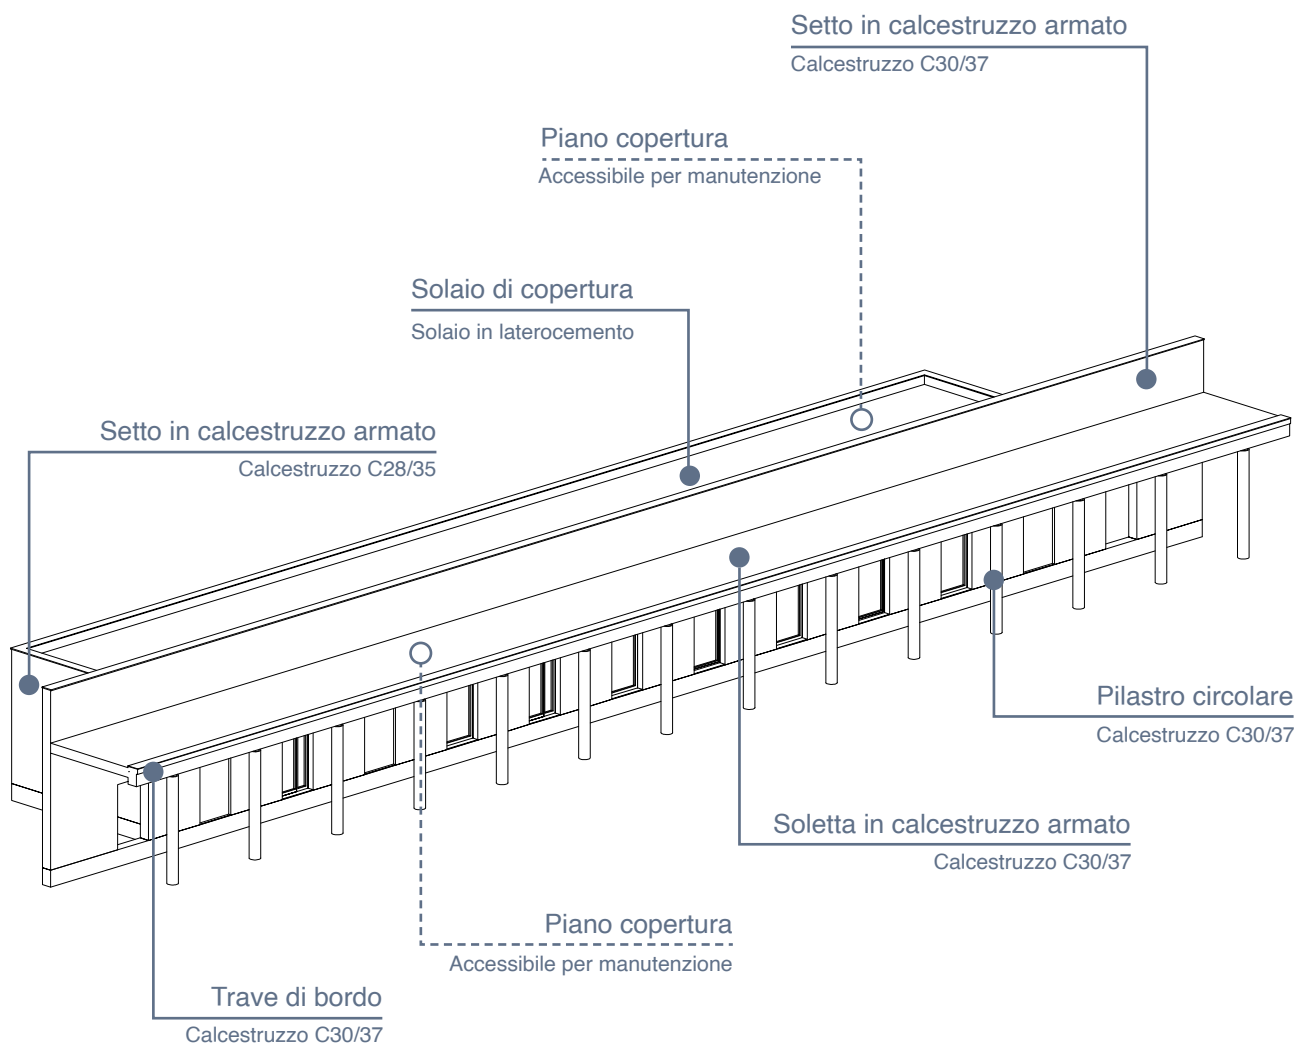 Setto in calcestruzzo armato
Calcestruzzo C30/37
Piano copertura
Accessibile per manutenzione
Solaio di copertura
Solaio in laterocemento
Setto in calcestruzzo armato
Calcestruzzo C28/35
Pilastro circolare
Calcestruzzo C30/37
Soletta in calcestruzzo armato
Calcestruzzo C30/37
Piano copertura
Accessibile per manutenzione
Trave di bordo
Calcestruzzo C30/37